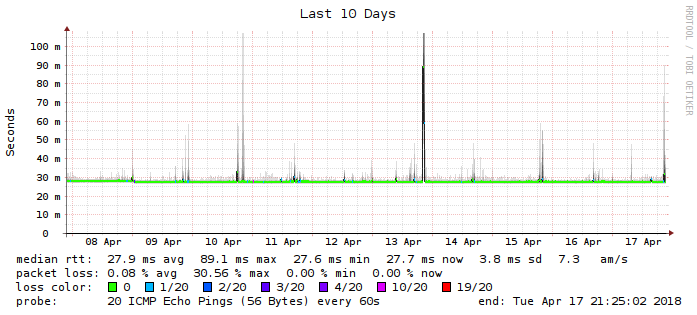 Last 10 Days
RRDTOOL / TOBI OETIKER
Seconds
100 m
90 m
80 m
70 m
60 m
50 m
40 m
30 m
20 m
10 m
0
08 Apr 09 Apr 10 Apr 11 Apr 12 Apr 13 Apr 14 Apr 15 Apr 16 Apr 17 Apr
median rtt: 27.9 ms avg 89.1 ms max 27.6 ms min 27.7 ms now 3.8 ms sd 7.3 am/s
packet loss: 0.08 % avg 30.56 % max 0.00 % min 0.00 % now
loss color: 0 1/20 2/20 3/20 4/20 10/20 19/20
probe: 20 ICMP Echo Pings (56 Bytes) every 60s end: Tue Apr 17 21:25:02 2018